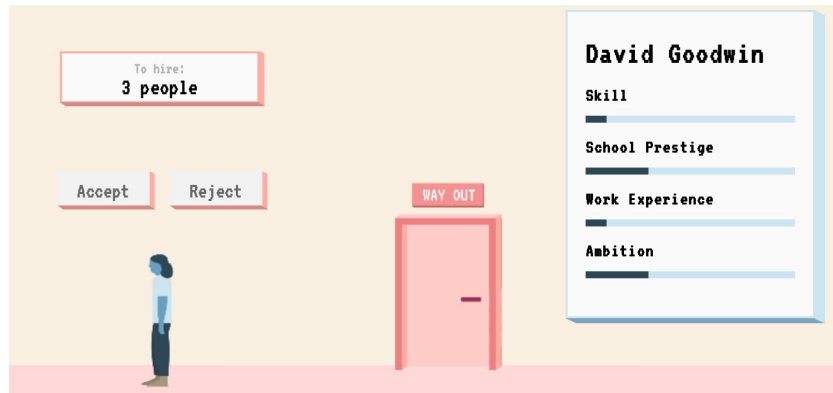 To hire:
3 people
Accept
Reject
WAY OUT
David Goodwin
Skill
School Prestige
Work Experience
Ambition